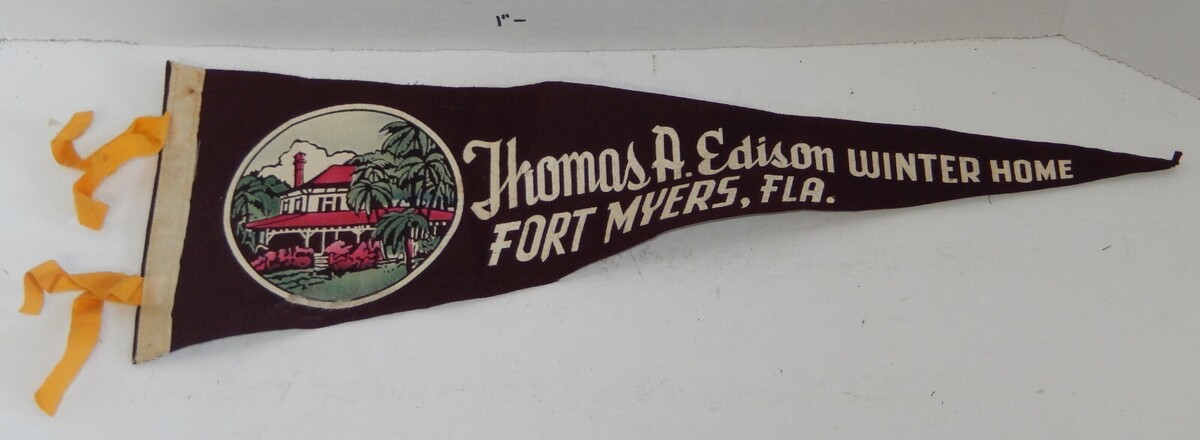 1"-
Thomas A. Edison WINTER HOME
FORT MYERS, FLA.